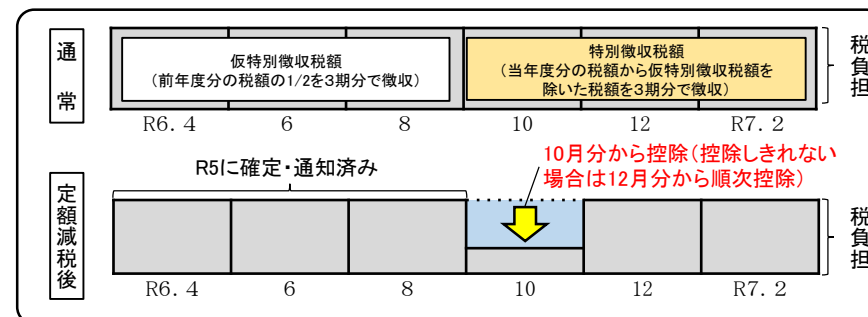 通常
仮特別徴収税額
(前年度分の税額の1/2を3期分で徴収)
特別徴収税額
(当年度分の税額から仮特別徴収税額を
除いた税額を3期分で徴収)
税負担
R6.4 6 8 10 12 R7.2
R5に確定・通知済み
10月分から控除(控除しきれない
場合は12月分から順次控除)
定額減税後
税負担
R6.4 6 8 10 12 R7.2